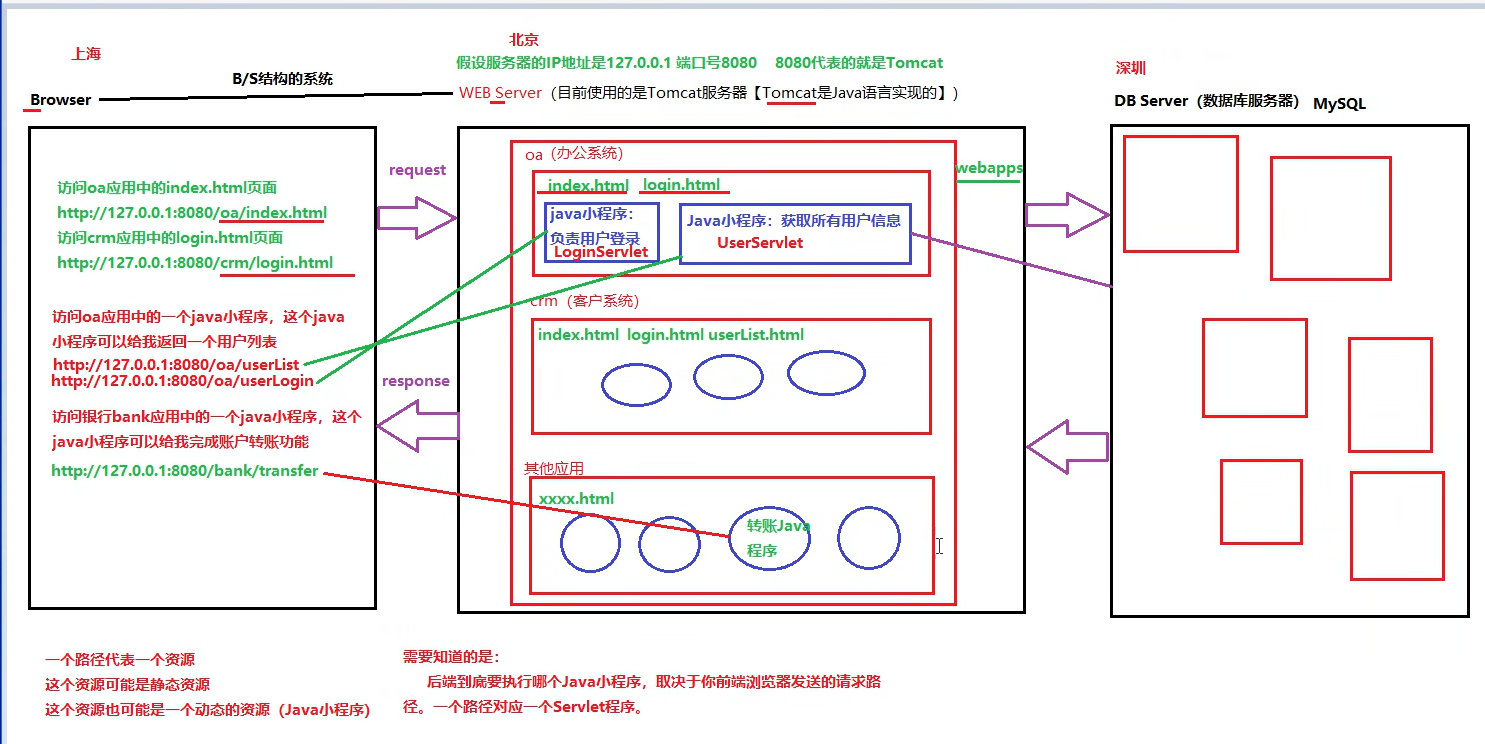 上海
B/S结构的系统
Browser
北京
假设服务器的IP地址是127.0.0.1 端口号8080 8080代表的就是Tomcat
WEB Server（目前使用的是Tomcat服务器【Tomcat是Java语言实现的】)
深圳
DB Server（数据库服务器） MySQL
访问oa应用中的index.html页面
http://127.0.0.1:8080/oa/index.html
访问crm应用中的login.html页面
http://127.0.0.1:8080/crm/login.html
访问oa应用中的一个java小程序，这个java
小程序可以给我返回一个用户列表
http://127.0.0.1:8080/oa/userList
http://127.0.0.1:8080/oa/userLogin
访问银行bank应用中的一个java小程序，这个
java小程序可以给我完成账户转账功能
http://127.0.0.1:8080/bank/transfer
request
response
oa（办公系统）
webapps
index.html login.html
java小程序：
负责用户登录
LoginServlet
Java小程序：获取所有用户信息
UserServlet
crm（客户系统）
index.html login.html userList.html
其他应用
xxxx.html
转账Java
程序
一个路径代表一个资源
这个资源可能是静态资源
这个资源也可能是一个动态的资源（Java小程序）
需要知道的是：
后端到底要执行哪个Java小程序，取决于你前端浏览器发送的请求路
径。一个路径对应一个Servlet程序。